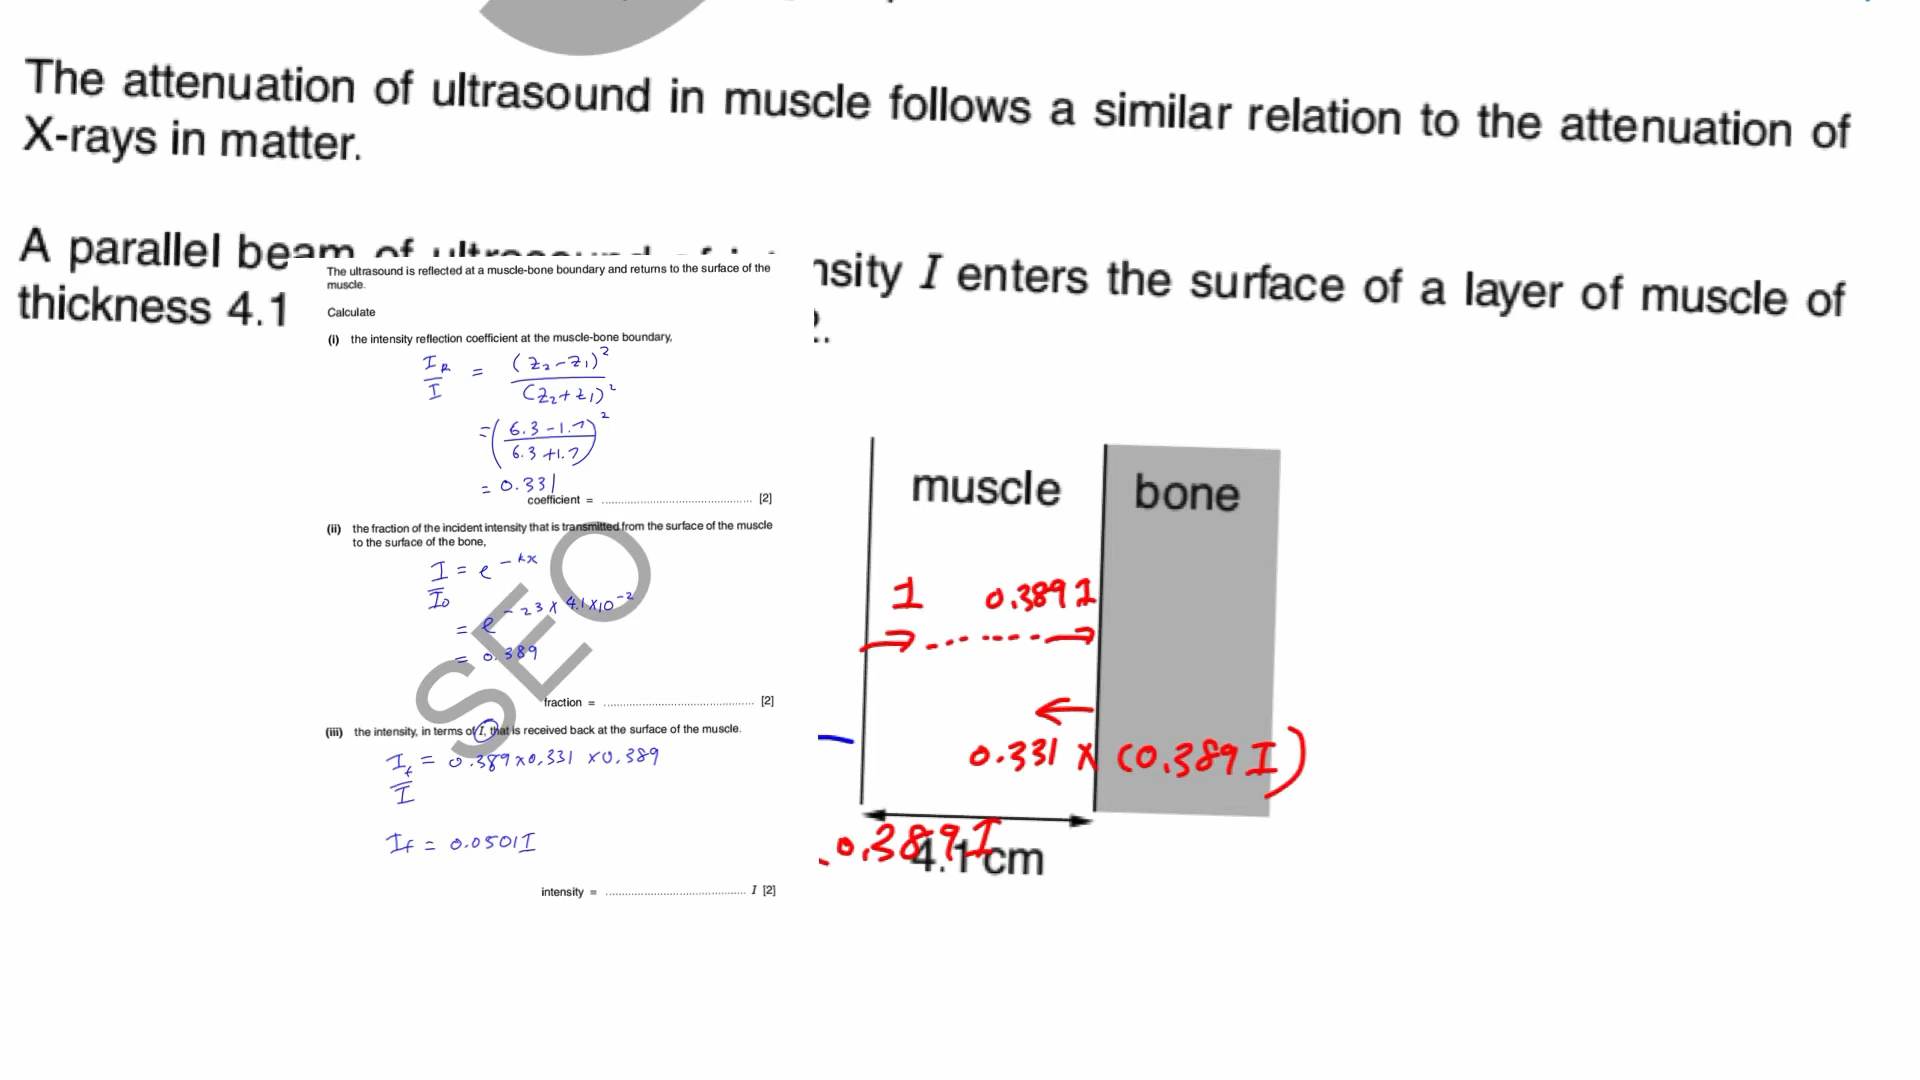 The attenuation of ultrasound in muscle follows a similar relation to the attenuation of
X-rays in matter.
A parallel beam of nsity I enters the surface of a layer of muscle of
thickness 4.1 2.
The ultrasound is reflected at a muscle-bone boundary and returns to the surface of the
muscle.
Calculate
(i) the intensity reflection coefficient at the muscle-bone boundary,
I_R / I = (Z₂-Z₁)² / (Z₂+Z₁)²
= (6.3-1.7 / 6.3+1.7)²
= 0.331
coefficient = .......................................... [2]
(ii) the fraction of the incident intensity that is transmitted from the surface of the muscle
to the surface of the bone,
I / I₀ = e^-kx
= e^-23 × 4.1×10^-2
= 0.389
fraction = .......................................... [2]
(iii) the intensity, in terms of I, that is received back at the surface of the muscle.
I_f / I = 0.389×0.331 ×0.389
I_f = 0.0501I
intensity = .......................................... I [2]
SEO
muscle bone
I 0.389I
0.331 × (0.389I)
.0.389I
4.1cm